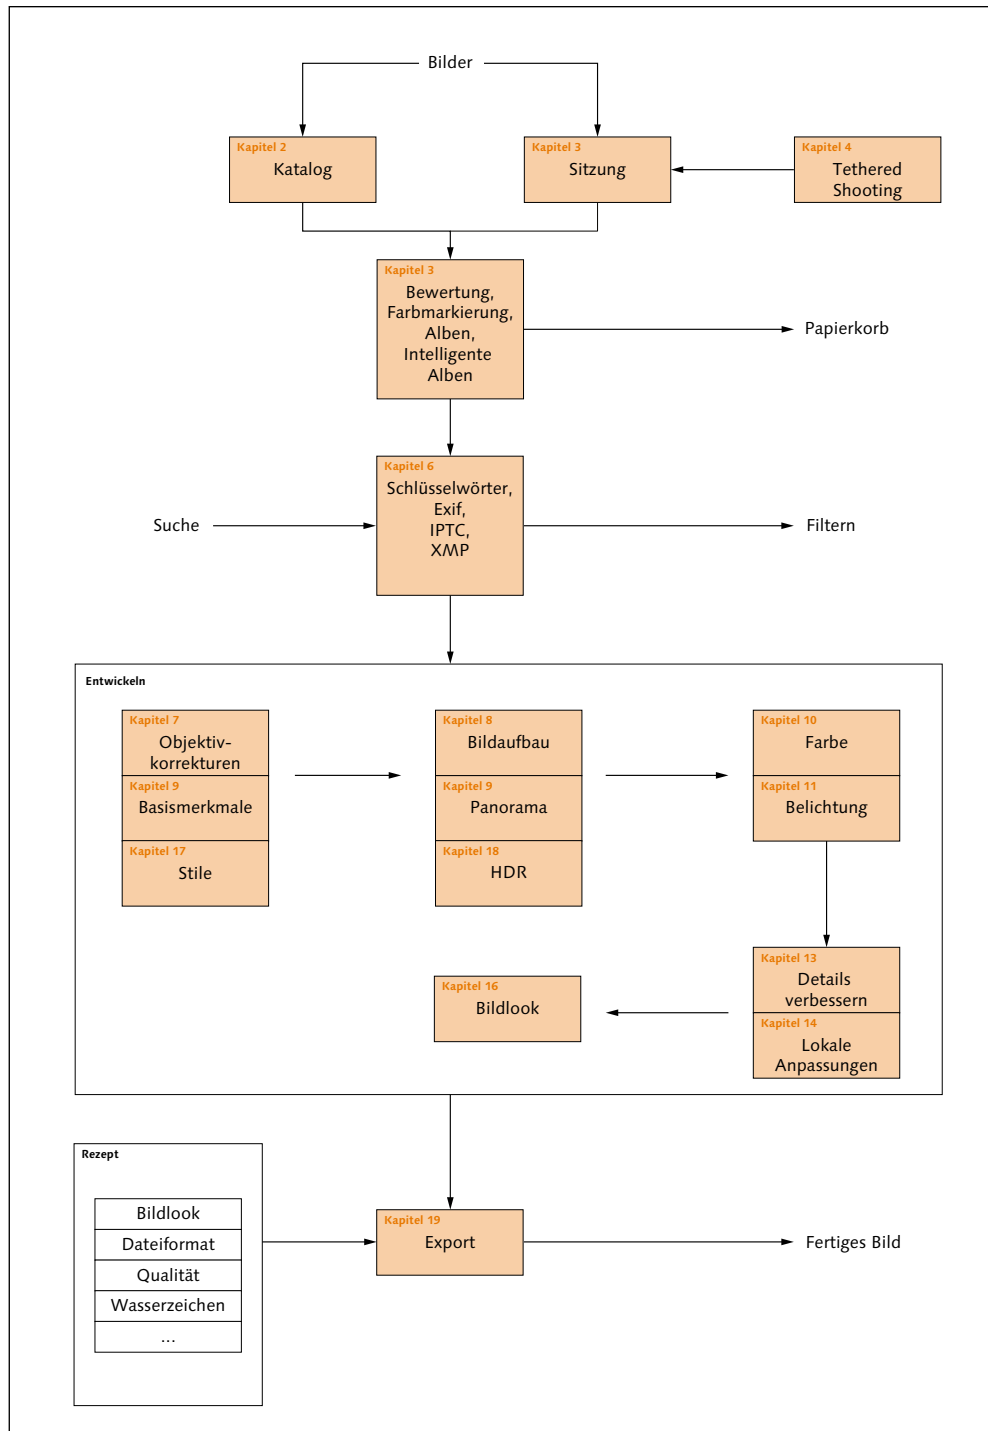 Bilder
Kapitel 2
Katalog
Kapitel 3
Sitzung
Kapitel 4
Tethered
Shooting
Kapitel 3
Bewertung,
Farbmarkierung,
Alben,
Intelligente
Alben
Papierkorb
Kapitel 6
Schlüsselwörter,
Exif,
IPTC,
XMP
Suche
Filtern
Entwickeln
Kapitel 7
Objektiv-
korrekturen
Kapitel 9
Basismerkmale
Kapitel 17
Stile
Kapitel 8
Bildaufbau
Kapitel 9
Panorama
Kapitel 18
HDR
Kapitel 10
Farbe
Kapitel 11
Belichtung
Kapitel 13
Details
verbessern
Kapitel 14
Lokale
Anpassungen
Kapitel 16
Bildlook
Rezept
Bildlook
Dateiformat
Qualität
Wasserzeichen
...
Kapitel 19
Export
Fertiges Bild